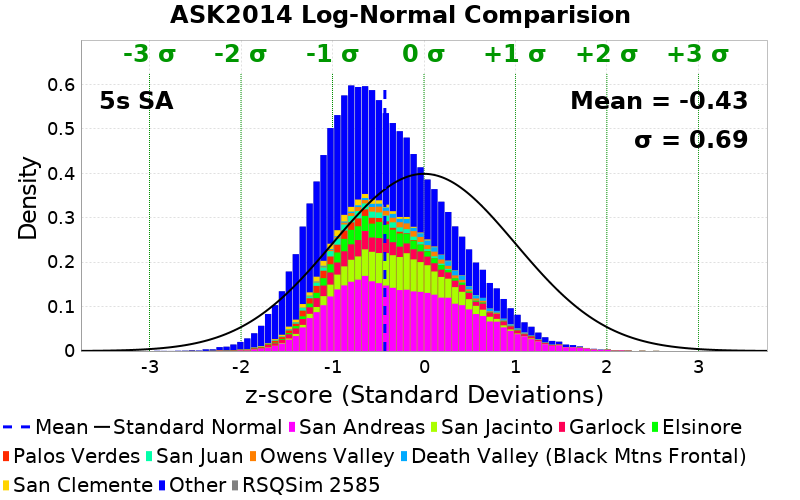 ASK2014 Log-Normal Comparision
-3 σ -2 σ -1 σ 0 σ +1 σ +2 σ +3 σ
5s SA
Mean = -0.43
σ = 0.69
Density
0.6
0.5
0.4
0.3
0.2
0.1
0
-3 -2 -1 0 1 2 3
z-score (Standard Deviations)
Mean Standard Normal San Andreas San Jacinto Garlock Elsinore
Palos Verdes San Juan Owens Valley Death Valley (Black Mtns Frontal)
San Clemente Other RSQSim 2585